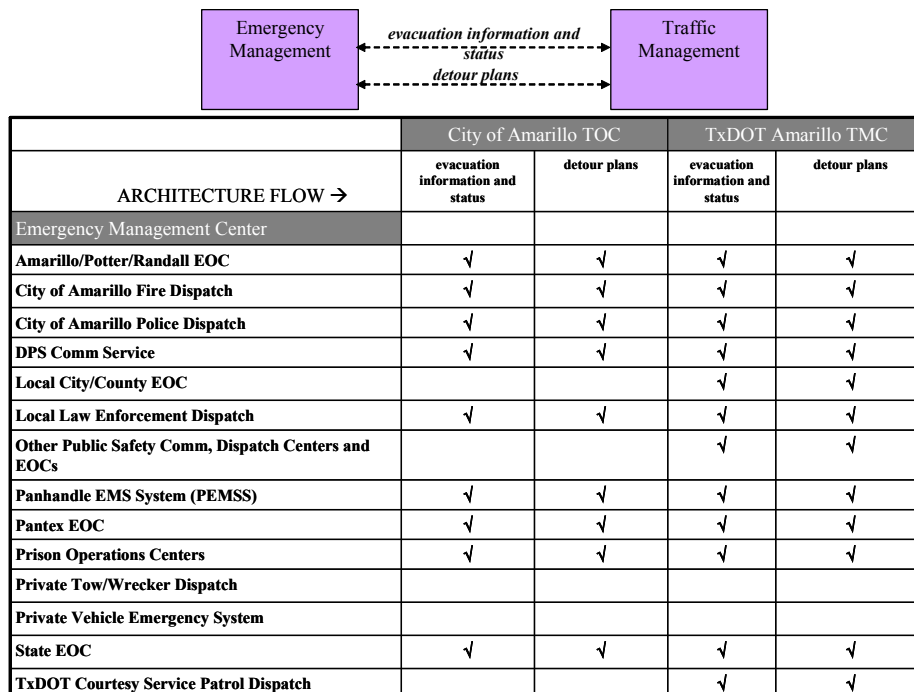 Emergency
Management
evacuation information and
status
detour plans
Traffic
Management
City of Amarillo TOC
TxDOT Amarillo TMC
ARCHITECTURE FLOW →
evacuation
information and
status
detour plans
evacuation
information and
status
detour plans
Emergency Management Center
Amarillo/Potter/Randall EOC √ √ √ √
City of Amarillo Fire Dispatch √ √ √ √
City of Amarillo Police Dispatch √ √ √ √
DPS Comm Service √ √ √ √
Local City/County EOC √ √
Local Law Enforcement Dispatch √ √ √ √
Other Public Safety Comm, Dispatch Centers and √ √
EOCs
Panhandle EMS System (PEMSS) √ √ √ √
Pantex EOC √ √ √ √
Prison Operations Centers √ √ √ √
Private Tow/Wrecker Dispatch
Private Vehicle Emergency System
State EOC √ √ √ √
TxDOT Courtesy Service Patrol Dispatch √ √